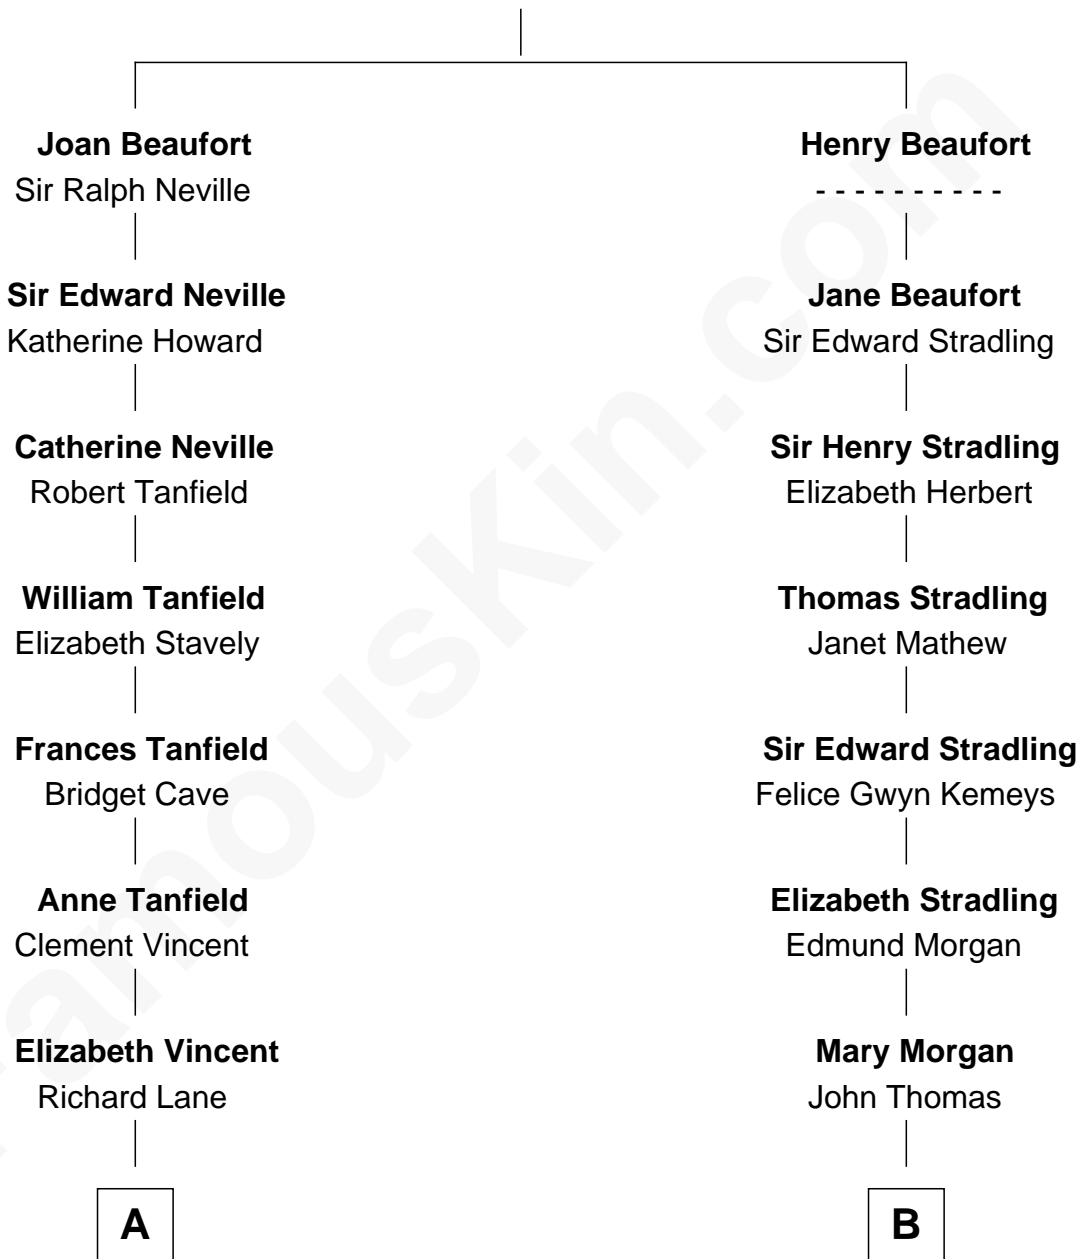 Joan Beaufort
Sir Ralph Neville
Henry Beaufort
- - - - - - - - - -
Sir Edward Neville
Katherine Howard
Jane Beaufort
Sir Edward Stradling
Catherine Neville
Robert Tanfield
Sir Henry Stradling
Elizabeth Herbert
William Tanfield
Elizabeth Stavely
Thomas Stradling
Janet Mathew
Frances Tanfield
Bridget Cave
Sir Edward Stradling
Felice Gwyn Kemeys
Anne Tanfield
Clement Vincent
Elizabeth Stradling
Edmund Morgan
Elizabeth Vincent
Richard Lane
Mary Morgan
John Thomas
A
B
FamousKin.com